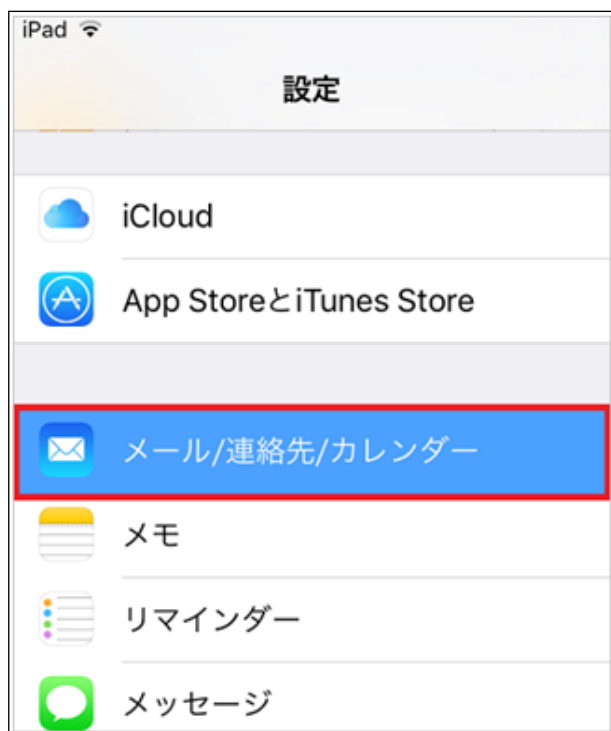 iPad
設定
iCloud
App StoreとiTunes Store
メール/連絡先/カレンダー
メモ
リマインダー
メッセージ